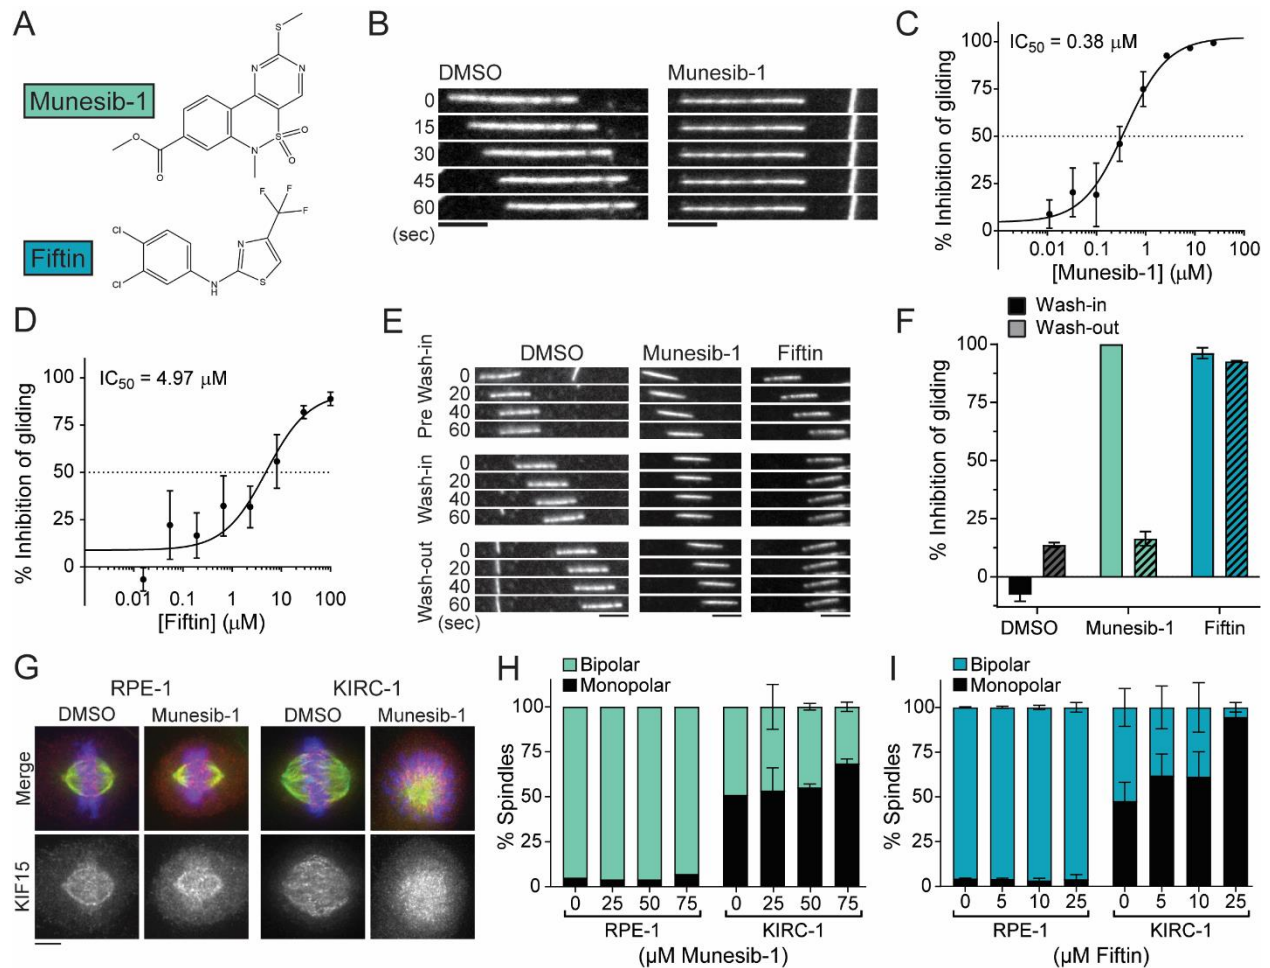 A
Munesib-1
S
N
N
O
O
N
S
O
O
F
F
F
Fiftin
Cl
Cl
N
N
H
S
B
DMSO
Munesib-1
0
15
30
45
60
(sec)
C
IC50 = 0.38 µM
% Inhibition of gliding
100
75
50
25
0
0.01
0.1
1
10
100
[Munesib-1] (µM)
D
IC50 = 4.97 µM
% Inhibition of gliding
100
75
50
25
0
0.01
0.1
1
10
100
[Fiftin] (µM)
E
DMSO
Munesib-1
Fiftin
Pre Wash-in
0
20
40
60
Wash-in
0
20
40
60
Wash-out
0
20
40
60
(sec)
F
Wash-in
Wash-out
% Inhibition of gliding
100
75
50
25
0
DMSO
Munesib-1
Fiftin
G
RPE-1
KIRC-1
DMSO
Munesib-1
DMSO
Munesib-1
Merge
KIF15
H
Bipolar
Monopolar
% Spindles
100
75
50
25
0
0 25 50 75
0 25 50 75
RPE-1
KIRC-1
(µM Munesib-1)
I
Bipolar
Monopolar
% Spindles
100
75
50
25
0
0 5 10 25
0 5 10 25
RPE-1
KIRC-1
(µM Fiftin)